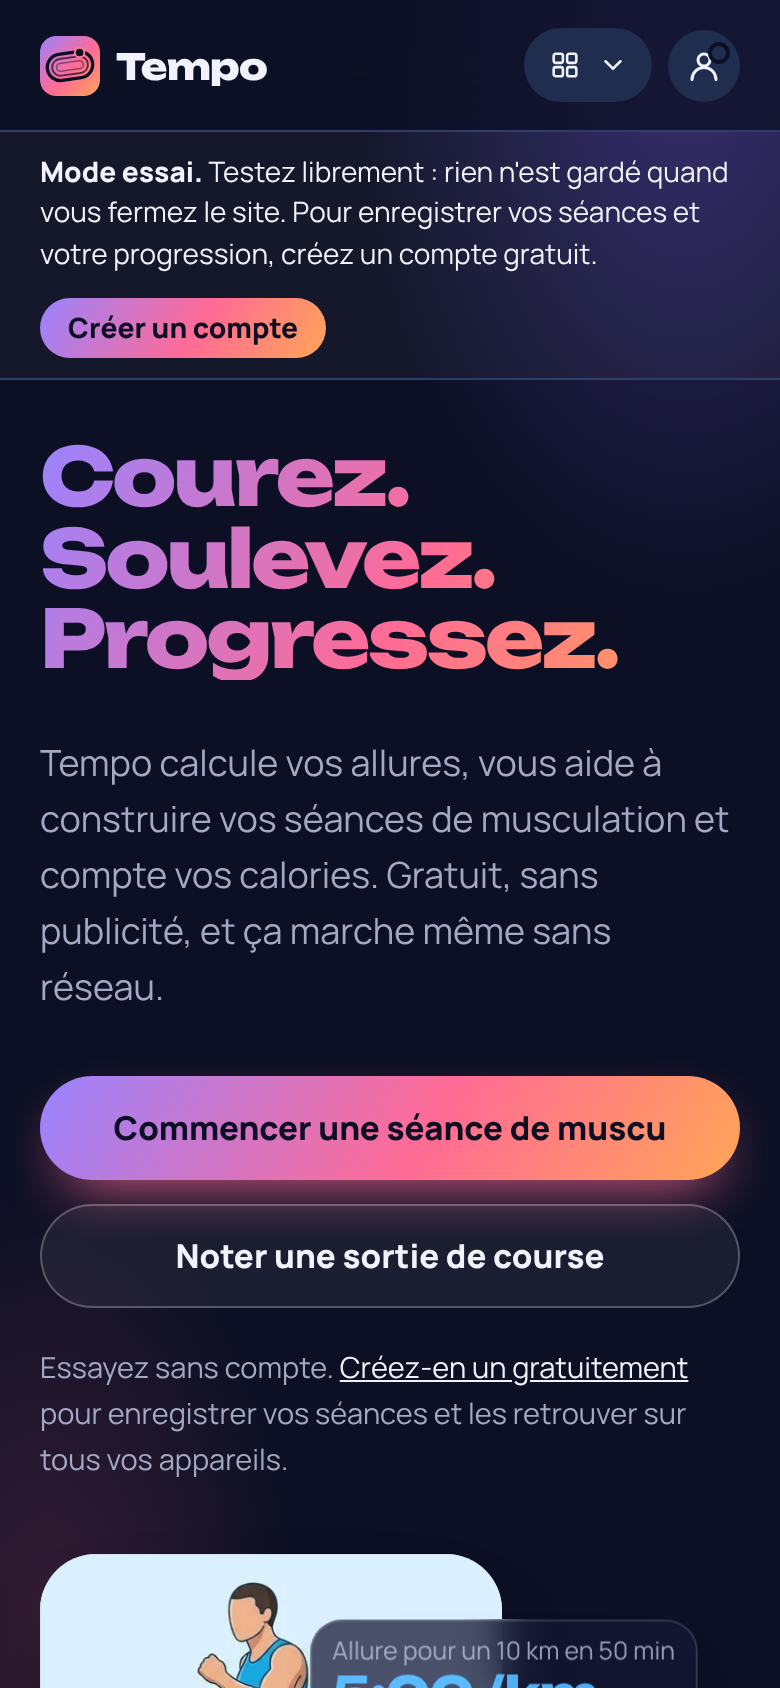 Tempo
Mode essai. Testez librement : rien n'est gardé quand
vous fermez le site. Pour enregistrer vos séances et
votre progression, créez un compte gratuit.
Créer un compte
Courez.
Soulevez.
Progressez.
Tempo calcule vos allures, vous aide à
construire vos séances de musculation et
compte vos calories. Gratuit, sans
publicité, et ça marche même sans
réseau.
Commencer une séance de muscu
Noter une sortie de course
Essayez sans compte. Créez-en un gratuitement
pour enregistrer vos séances et les retrouver sur
tous vos appareils.
Allure pour un 10 km en 50 min